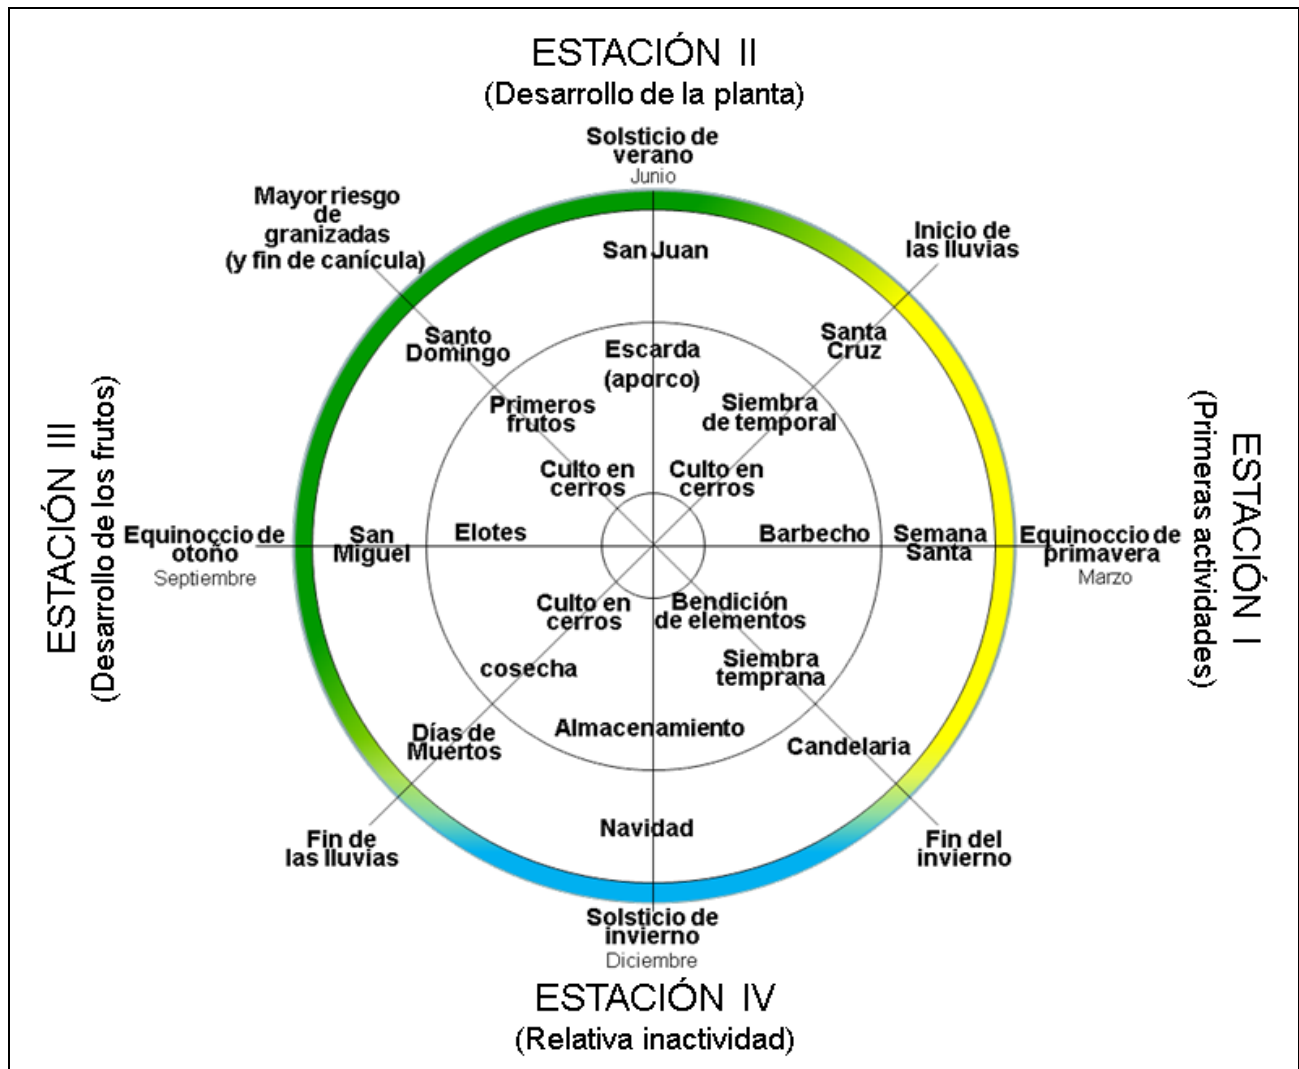 ESTACIÓN II
(Desarrollo de la planta)
Solsticio de
verano
Junio
Mayor riesgo
de
granizadas
(y fin de canícula)
Inicio de
las lluvias
San Juan
Santo
Domingo
Santa
Cruz
Escarda
(aporco)
Primeros
frutos
Siembra
de temporal
Culto en
cerros
Culto en
cerros
ESTACIÓN III
(Desarrollo de los frutos)
Equinoccio de
otoño
Septiembre
San
Miguel
Elotes
Barbecho
Semana
Santa
Equinoccio de
primavera
Marzo
ESTACIÓN I
(Primeras actividades)
Culto en
cerros
Bendición
de elementos
cosecha
Siembra
temprana
Días de
Muertos
Almacenamiento
Candelaria
Navidad
Fin de
las lluvias
Fin del
invierno
Solsticio de
invierno
Diciembre
ESTACIÓN IV
(Relativa inactividad)